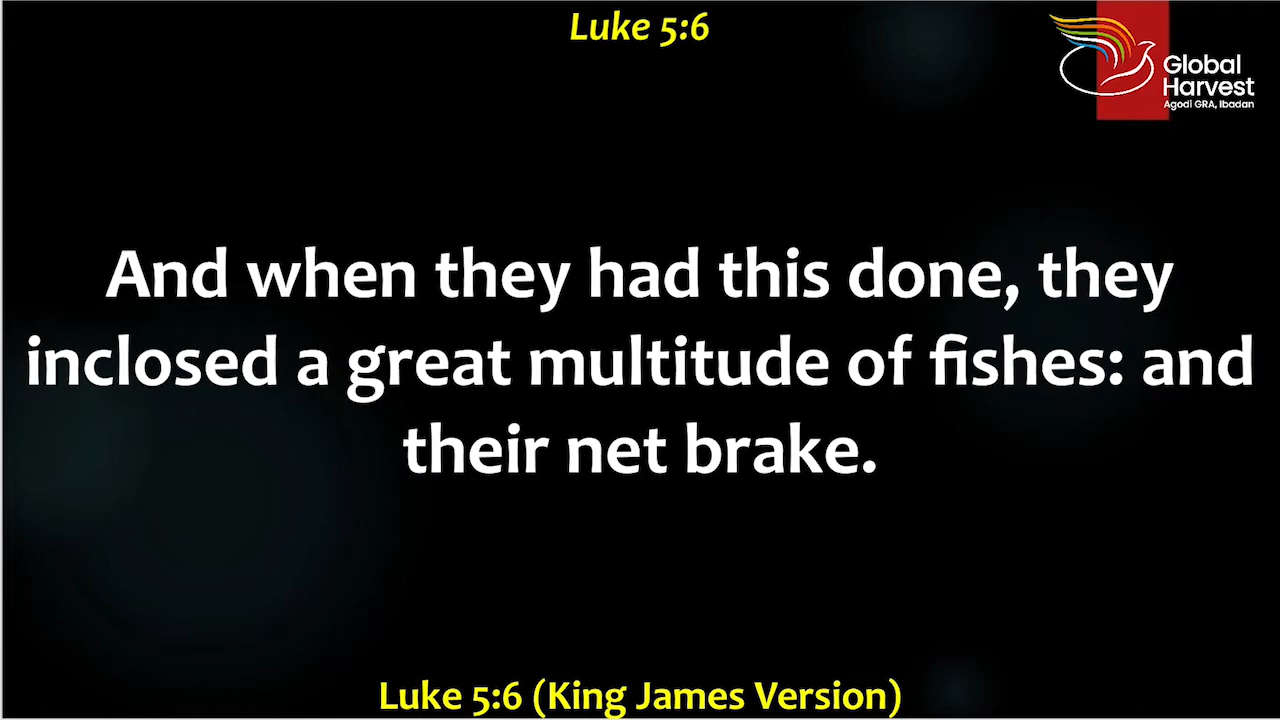 Luke 5:6
Global
Harvest
Agodi GRA, Ibadan
And when they had this done, they
inclosed a great multitude of fishes: and
their net brake.
Luke 5:6 (King James Version)